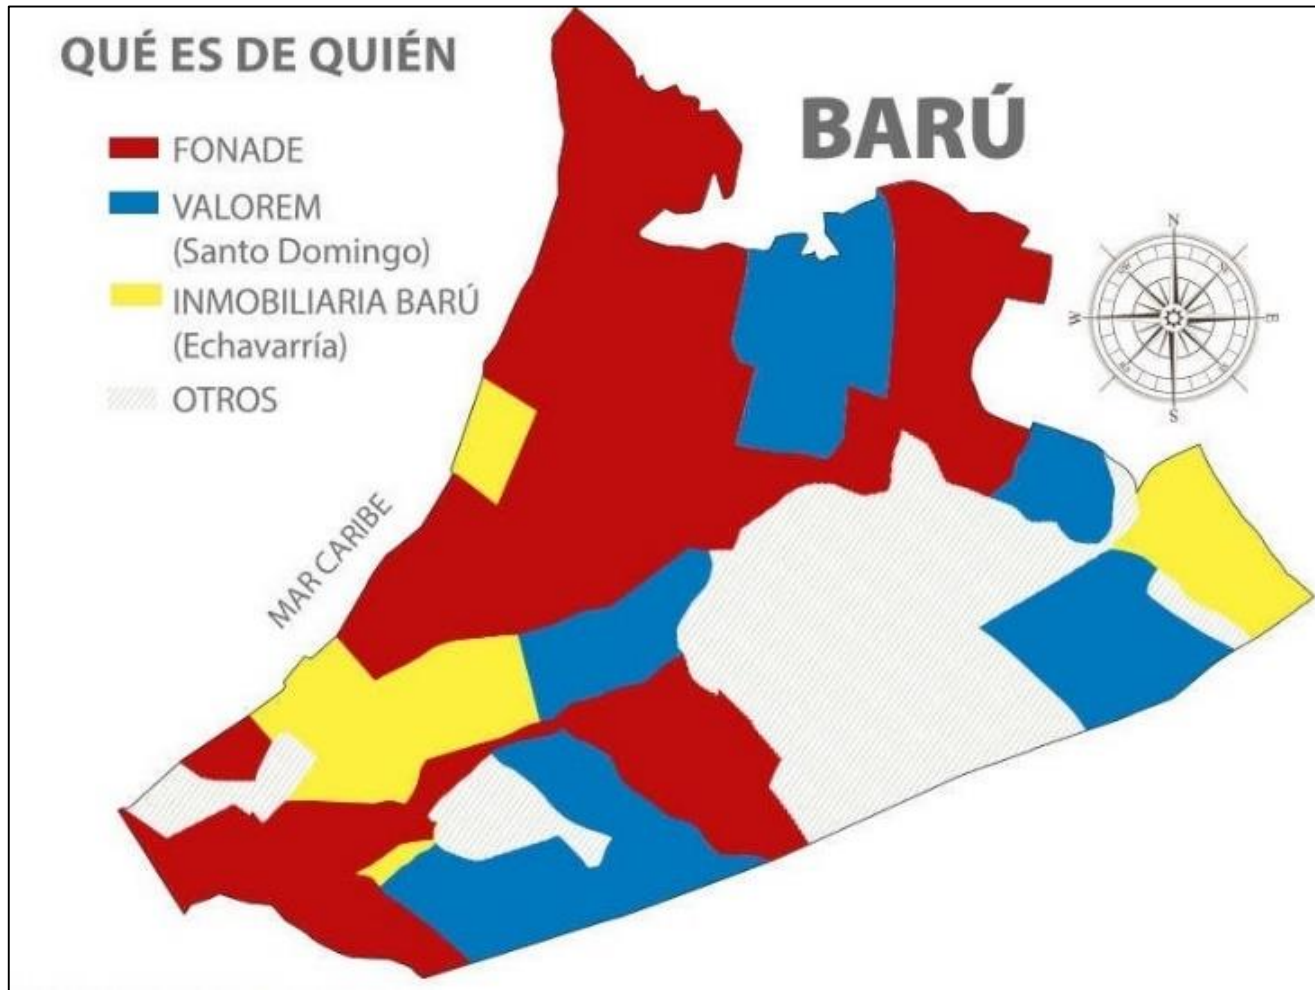 QUÉ ES DE QUIÉN
BARÚ
FONADE
VALOREM
(Santo Domingo)
INMOBILIARIA BARÚ
(Echavarría)
OTROS
MAR CARIBE
N
W
E
S